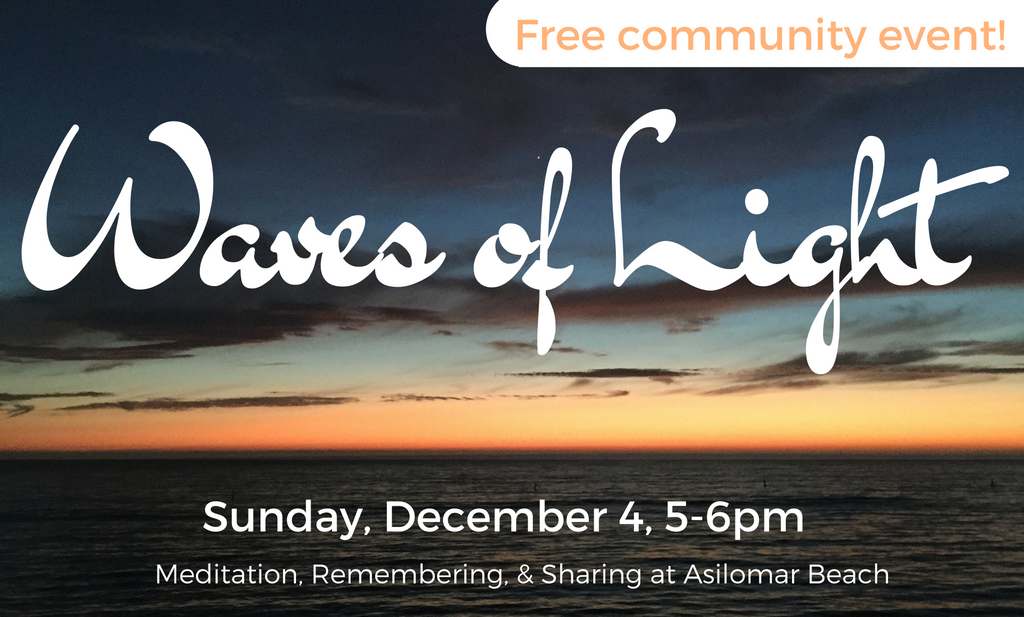 Free community event!
Waves of Light
Sunday, December 4, 5-6pm
Meditation, Remembering, & Sharing at Asilomar Beach